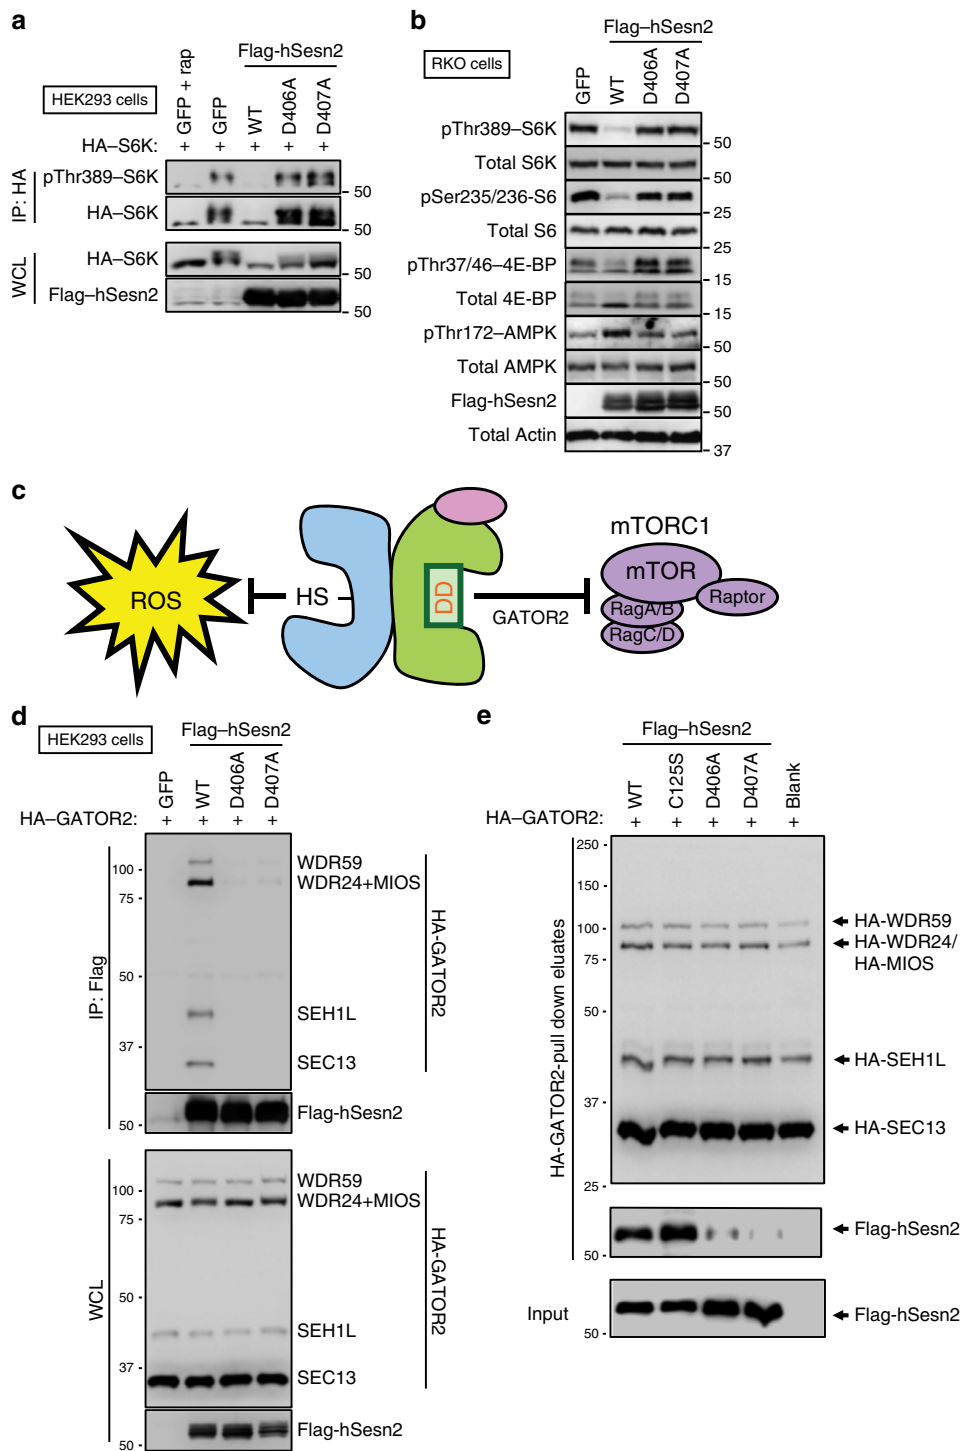 a
HEK293 cells
Flag-hSesn2
GFP + rap
GFP
WT
D406A
D407A
HA–S6K: + + + + +
IP: HA
pThr389–S6K
50
HA–S6K
50
WCL
HA–S6K
50
Flag–hSesn2
50
b
RKO cells
Flag–hSesn2
GFP
WT
D406A
D407A
pThr389–S6K
50
Total S6K
50
pSer235/236-S6
25
Total S6
25
pThr37/46–4E-BP
15
Total 4E-BP
15
pThr172–AMPK
50
Total AMPK
50
Flag-hSesn2
50
Total Actin
37
c
ROS
HS
DD
GATOR2
mTORC1
mTOR
Raptor
RagA/B
RagC/D
d
HEK293 cells
Flag–hSesn2
GFP
WT
D406A
D407A
HA–GATOR2: + + + +
IP: Flag
100
75
50
37
WDR59
WDR24+MIOS
SEH1L
SEC13
HA-GATOR2
50
Flag-hSesn2
WCL
100
75
50
37
WDR59
WDR24+MIOS
SEH1L
SEC13
HA-GATOR2
50
Flag-hSesn2
e
Flag–hSesn2
WT
C125S
D406A
D407A
Blank
HA–GATOR2: + + + + +
HA-GATOR2-pull down eluates
250
150
100
75
50
37
25
HA-WDR59
HA-WDR24/
HA-MIOS
HA-SEH1L
HA-SEC13
50
Flag-hSesn2
Input
50
Flag-hSesn2